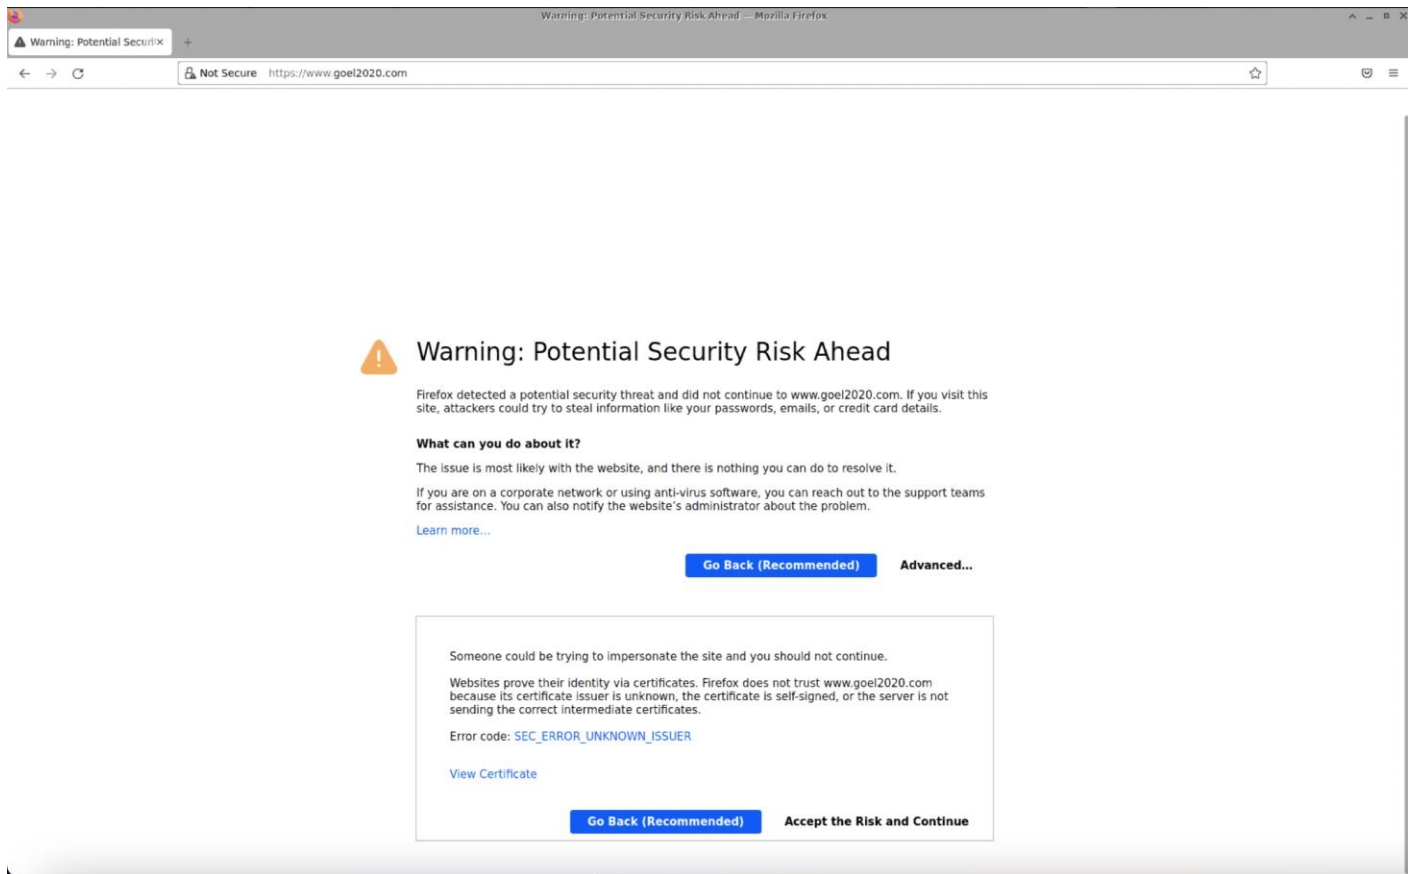 Warning: Potential Security Risk Ahead — Mozilla Firefox
Warning: Potential Securit
Not Secure https://www.goel2020.com
Warning: Potential Security Risk Ahead
Firefox detected a potential security threat and did not continue to www.goel2020.com. If you visit this
site, attackers could try to steal information like your passwords, emails, or credit card details.
What can you do about it?
The issue is most likely with the website, and there is nothing you can do to resolve it.
If you are on a corporate network or using anti-virus software, you can reach out to the support teams
for assistance. You can also notify the website's administrator about the problem.
Learn more...
Go Back (Recommended) Advanced...
Someone could be trying to impersonate the site and you should not continue.
Websites prove their identity via certificates. Firefox does not trust www.goel2020.com
because its certificate issuer is unknown, the certificate is self-signed, or the server is not
sending the correct intermediate certificates.
Error code: SEC_ERROR_UNKNOWN_ISSUER
View Certificate
Go Back (Recommended) Accept the Risk and Continue